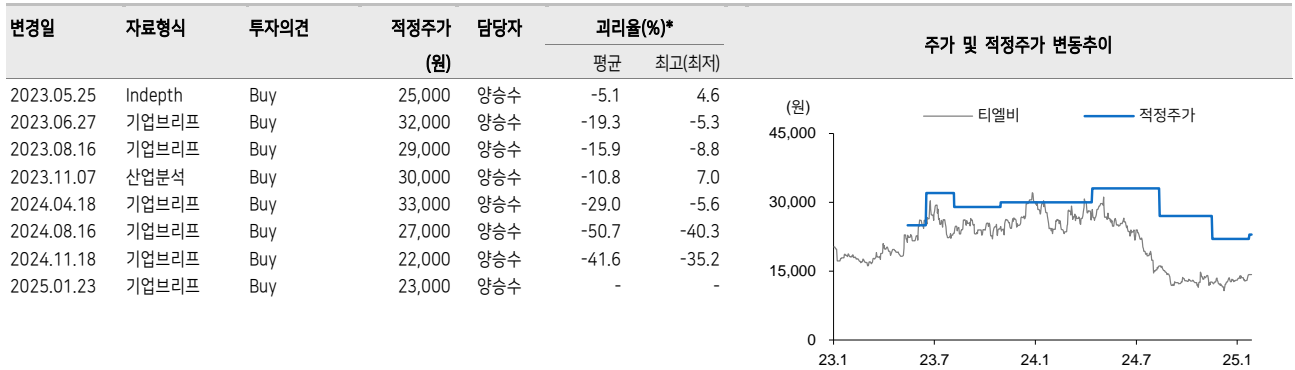 변경일 자료형식 투자의견 적정주가 담당자 괴리율(%)* 주가 및 적정주가 변동추이
(원) 평균 최고(최저)
2023.05.25 Indepth Buy 25,000 양승수 -5.1 4.6
2023.06.27 기업브리프 Buy 32,000 양승수 -19.3 -5.3
2023.08.16 기업브리프 Buy 29,000 양승수 -15.9 -8.8
2023.11.07 산업분석 Buy 30,000 양승수 -10.8 7.0
2024.04.18 기업브리프 Buy 33,000 양승수 -29.0 -5.6
2024.08.16 기업브리프 Buy 27,000 양승수 -50.7 -40.3
2024.11.18 기업브리프 Buy 22,000 양승수 -41.6 -35.2
2025.01.23 기업브리프 Buy 23,000 양승수 - -
(원) 티엘비 적정주가
45,000
30,000
15,000
0
23.1 23.7 24.1 24.7 25.1